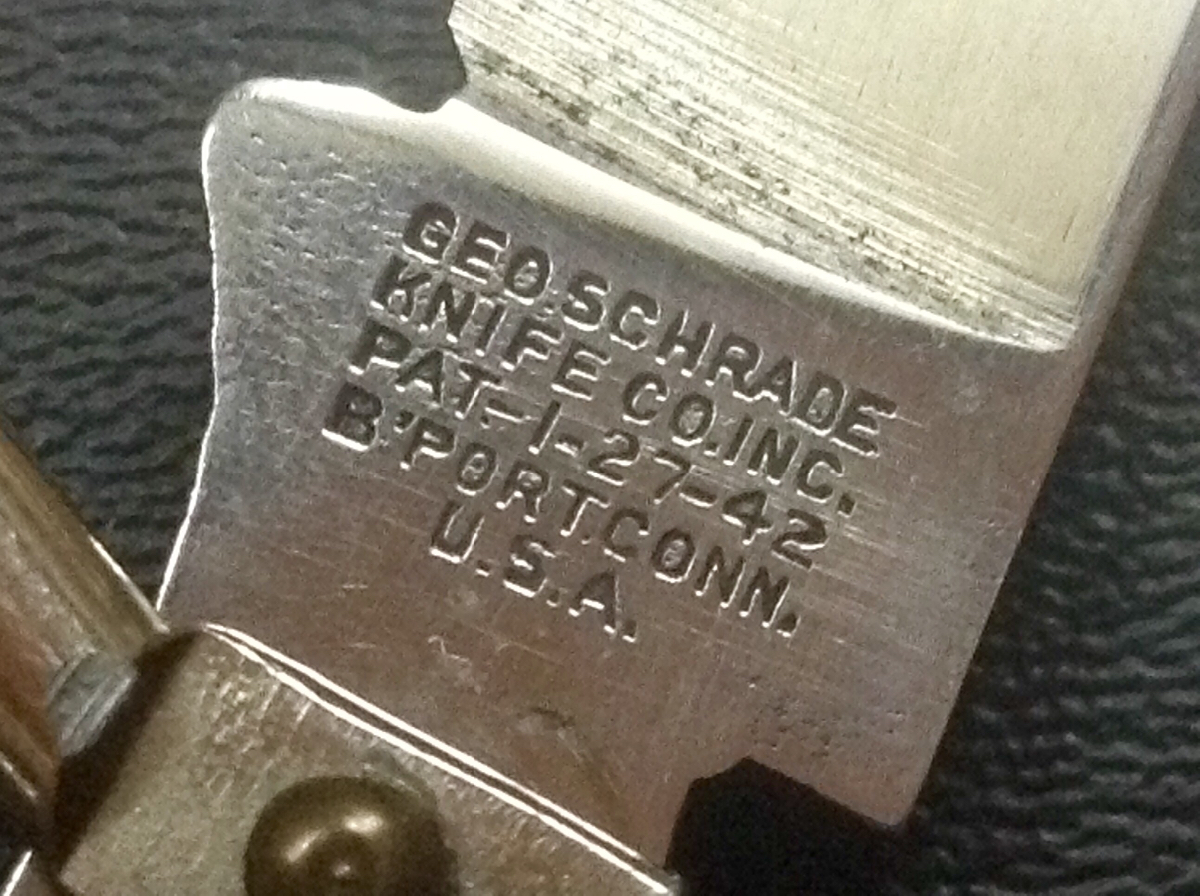 GEO.SCHRADE
KNIFE CO.INC.
PAT-1-27-42
B.'PORT.CONN.
U.S.A.